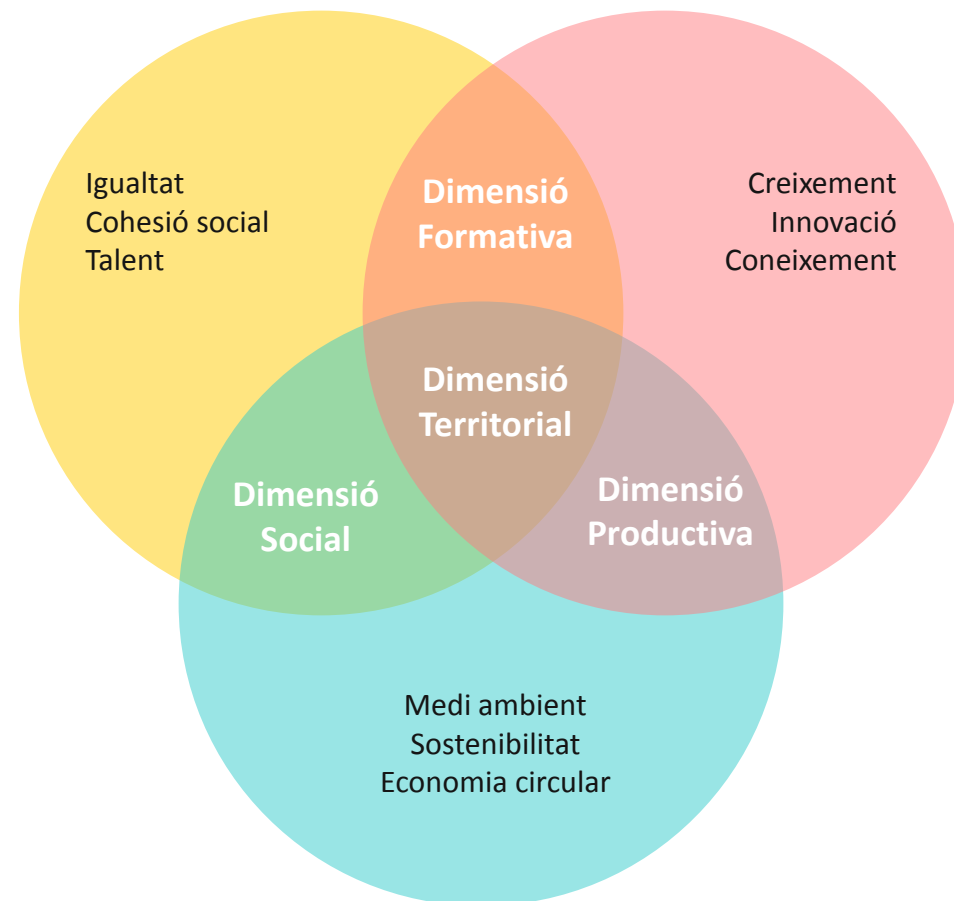 Igualtat
Cohesió social
Talent
Dimensió
Formativa
Creixement
Innovació
Coneixement
Dimensió
Territorial
Dimensió
Social
Dimensió
Productiva
Medi ambient
Sostenibilitat
Economia circular